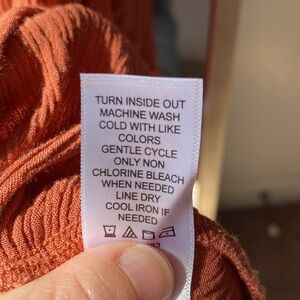 TURN INSIDE OUT
MACHINE WASH
COLD WITH LIKE
COLORS
GENTLE CYCLE
ONLY NON
CHLORINE BLEACH
WHEN NEEDED
LINE DRY
COOL IRON IF
NEEDED